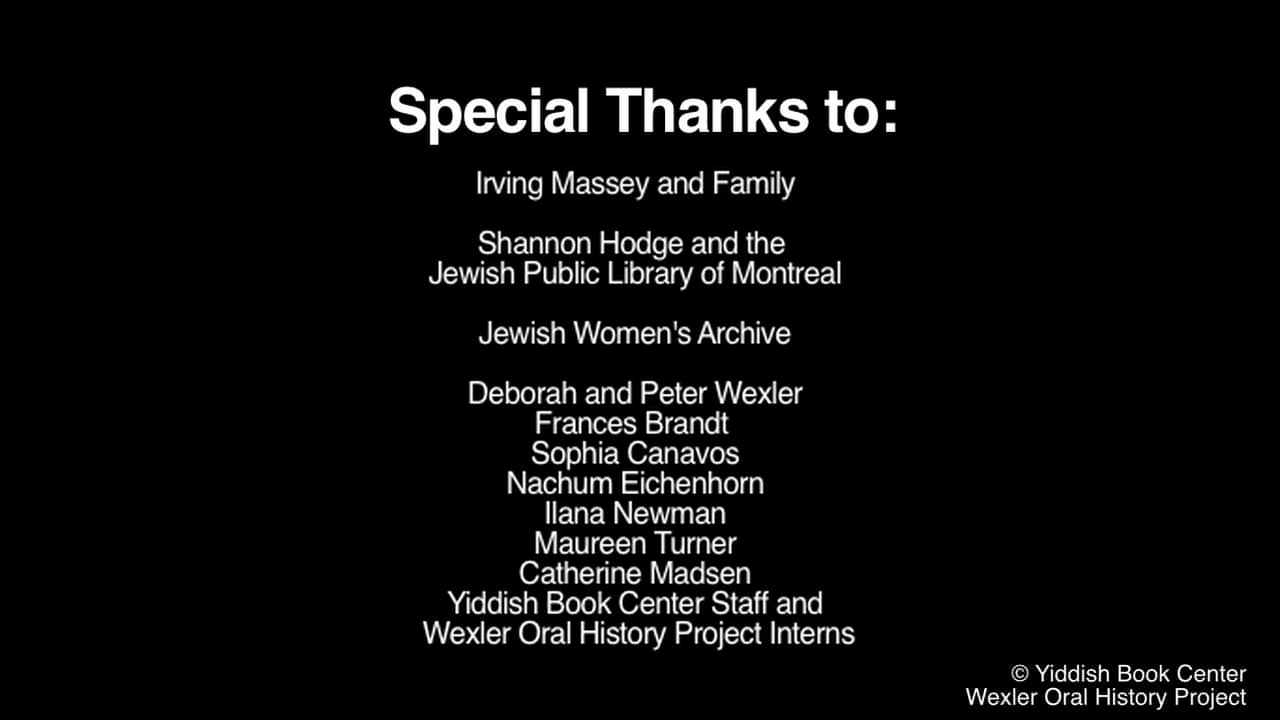 Special Thanks to:
Irving Massey and Family
Shannon Hodge and the
Jewish Public Library of Montreal
Jewish Women's Archive
Deborah and Peter Wexler
Frances Brandt
Sophia Canavos
Nachum Eichenhorn
Ilana Newman
Maureen Turner
Catherine Madsen
Yiddish Book Center Staff and
Wexler Oral History Project Interns
© Yiddish Book Center
Wexler Oral History Project